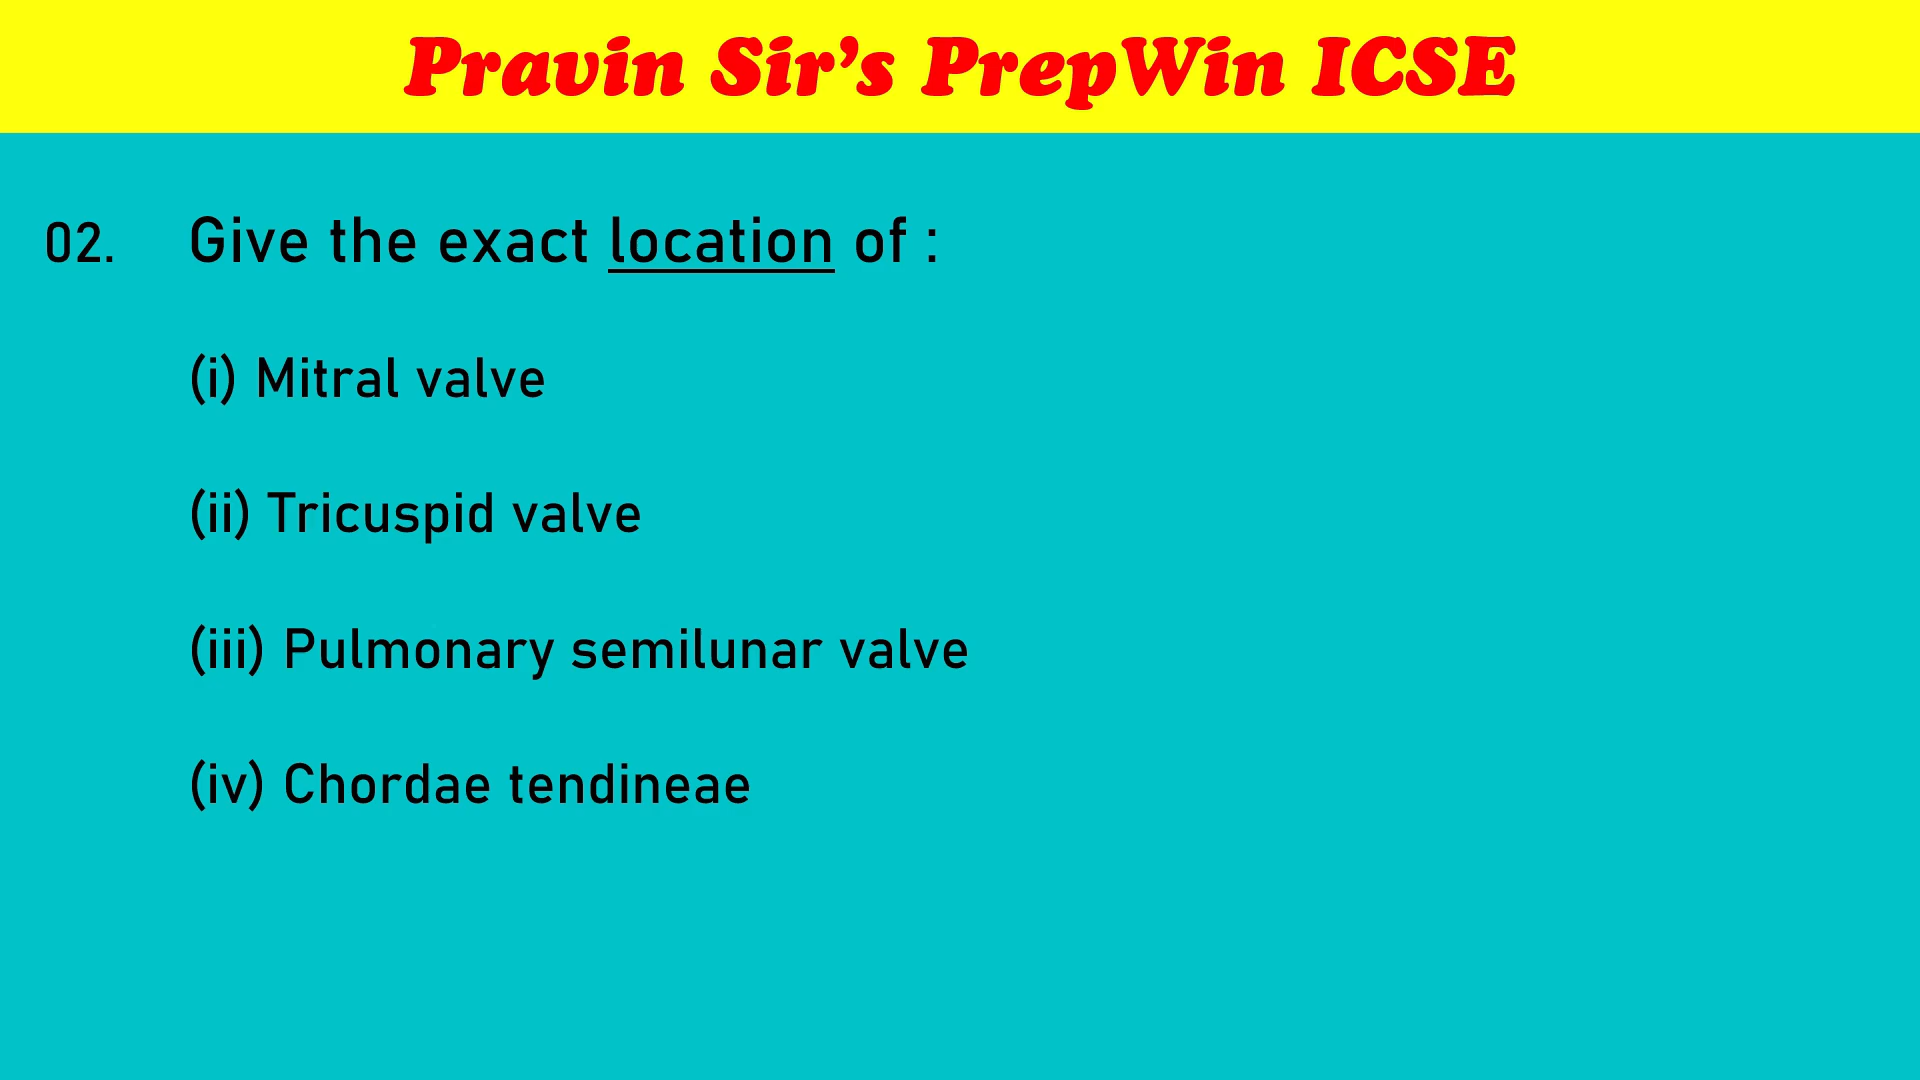 Pravin Sir’s PrepWin ICSE
02. Give the exact location of :
(i) Mitral valve
(ii) Tricuspid valve
(iii) Pulmonary semilunar valve
(iv) Chordae tendineae